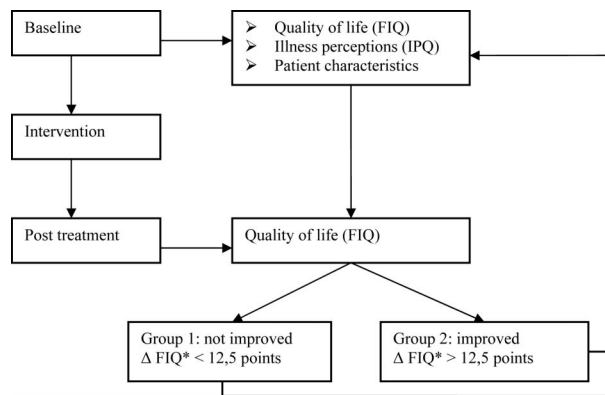 Baseline
➢ Quality of life (FIQ)
➢ Illness perceptions (IPQ)
➢ Patient characteristics
Intervention
Post treatment
Quality of life (FIQ)
Group 1: not improved
Δ FIQ* < 12,5 points
Group 2: improved
Δ FIQ* > 12,5 points